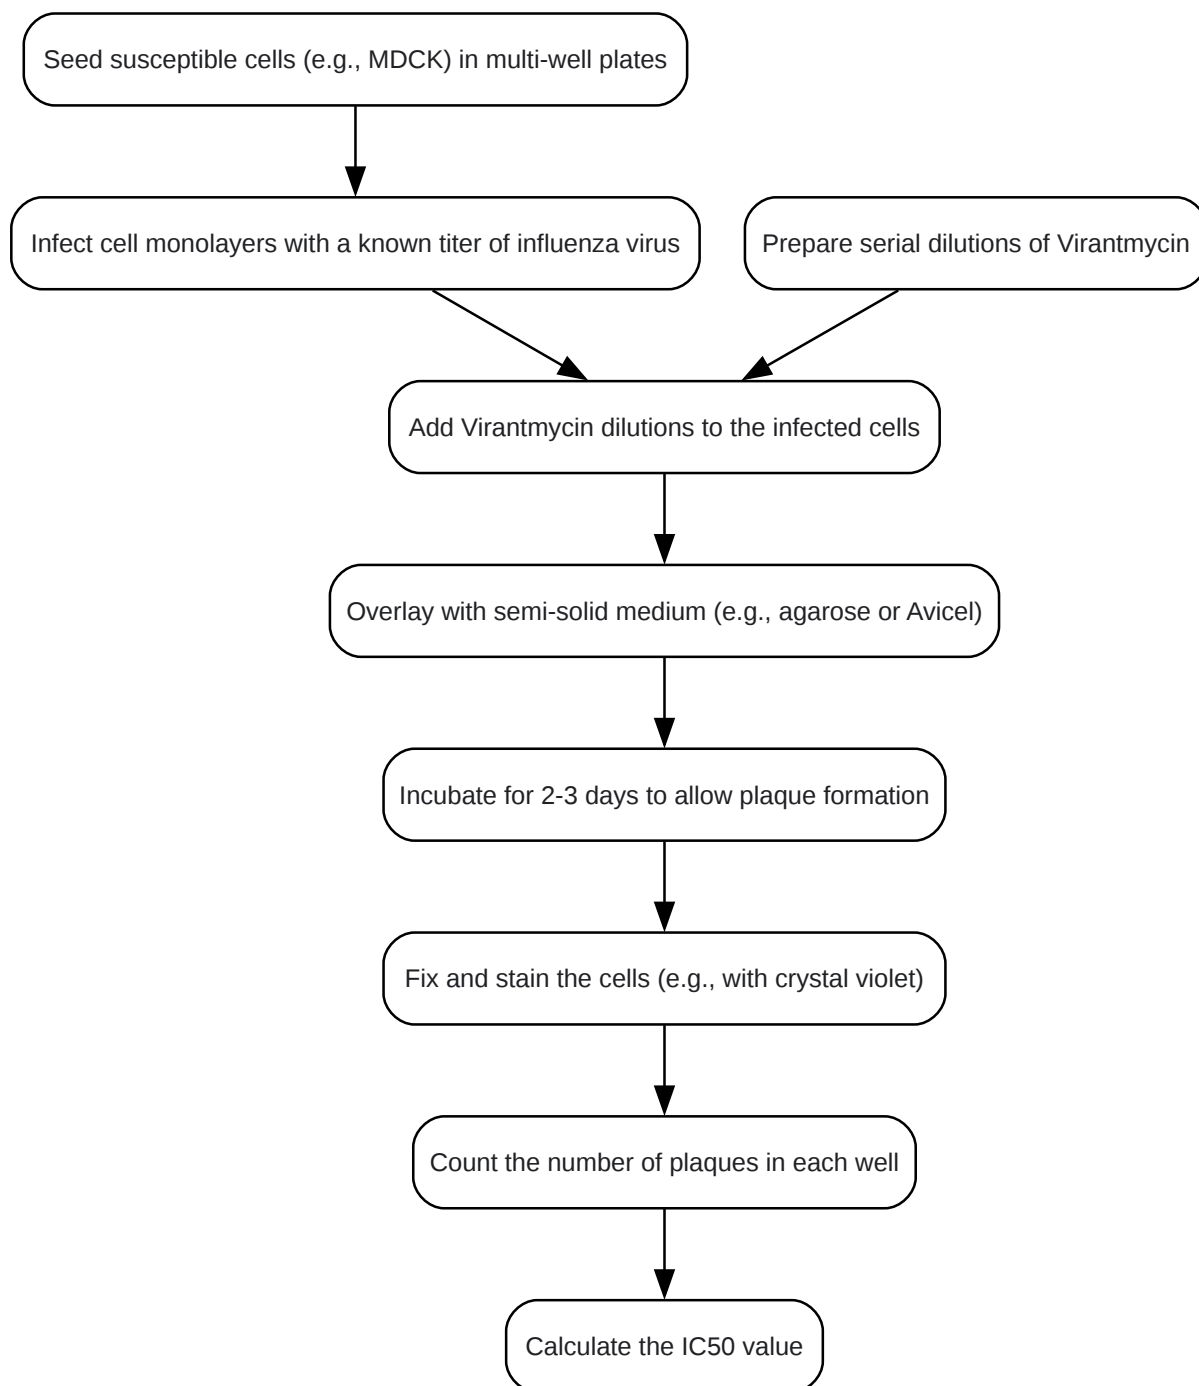 Seed susceptible cells (e.g., MDCK) in multi-well plates
Infect cell monolayers with a known titer of influenza virus
Prepare serial dilutions of Virantmycin
Add Virantmycin dilutions to the infected cells
Overlay with semi-solid medium (e.g., agarose or Avicel)
Incubate for 2-3 days to allow plaque formation
Fix and stain the cells (e.g., with crystal violet)
Count the number of plaques in each well
Calculate the IC50 value